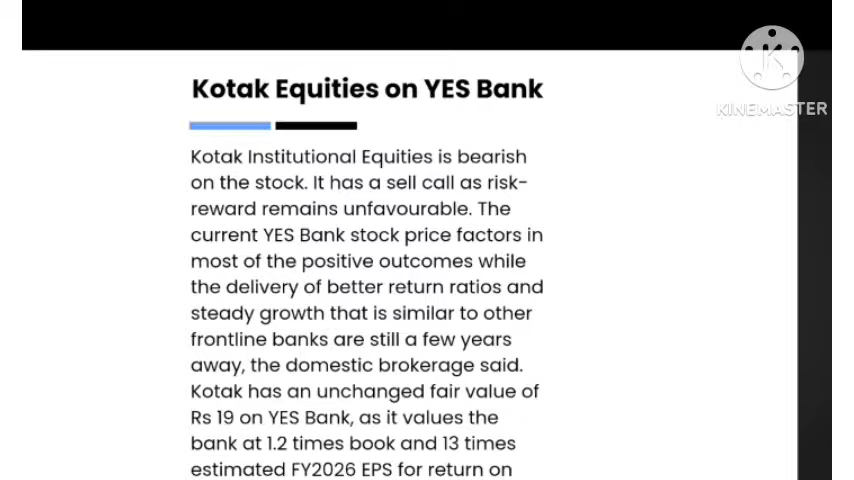 Kotak Equities on YES Bank
KINEMASTER
Kotak Institutional Equities is bearish
on the stock. It has a sell call as risk-
reward remains unfavourable. The
current YES Bank stock price factors in
most of the positive outcomes while
the delivery of better return ratios and
steady growth that is similar to other
frontline banks are still a few years
away, the domestic brokerage said.
Kotak has an unchanged fair value of
Rs 19 on YES Bank, as it values the
bank at 1.2 times book and 13 times
estimated FY2026 EPS for return on